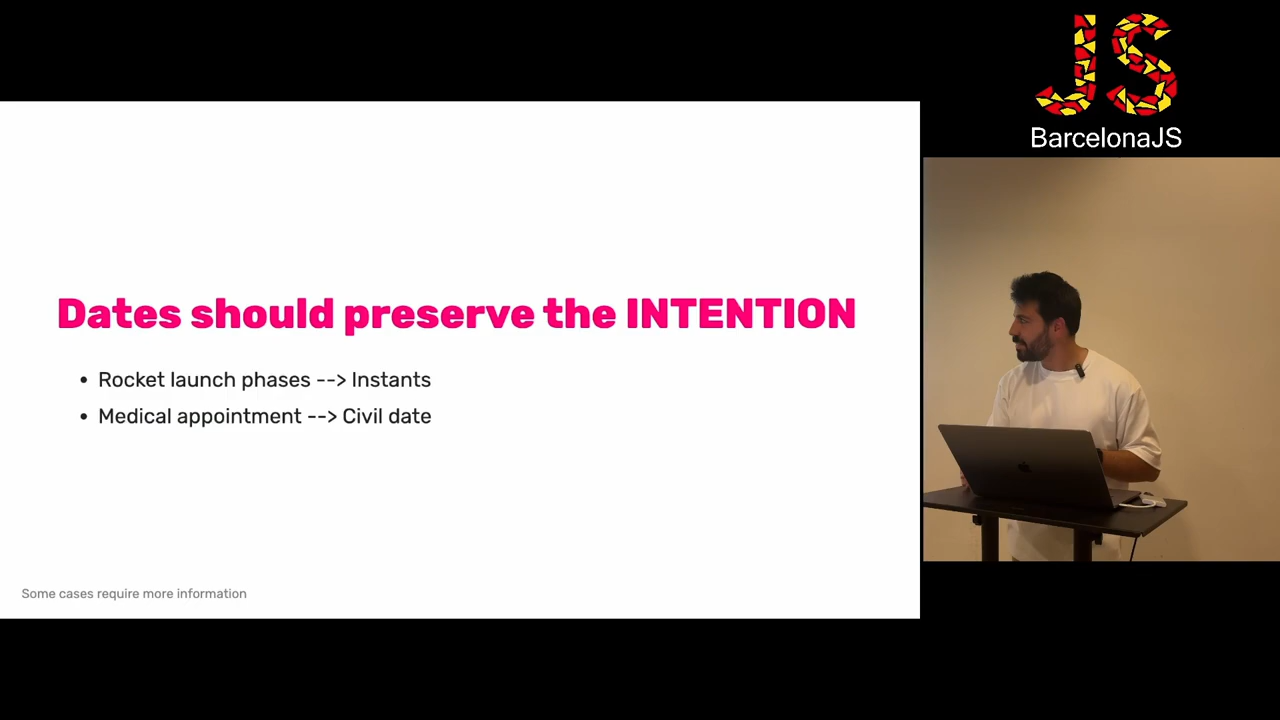 JS
BarcelonaJS
Dates should preserve the INTENTION
• Rocket launch phases --> Instants
• Medical appointment --> Civil date
Some cases require more information